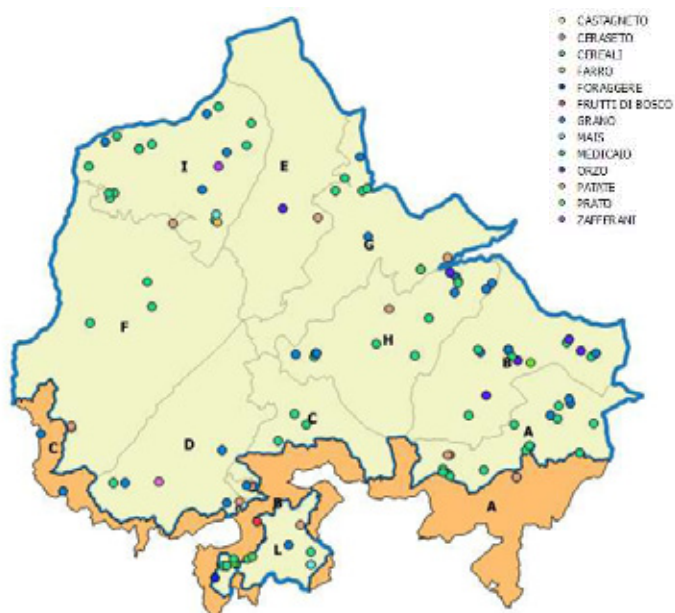 CASTAGNETO
CERASETO
CEREALI
FARRO
FORAGGERE
FRUTTI DI BOSCO
GRANO
MAIS
MEDICAIO
ORZO
PATATE
PRATO
ZAFFERANI
I
E
G
F
H
B
C
A
D
C
B
A
L